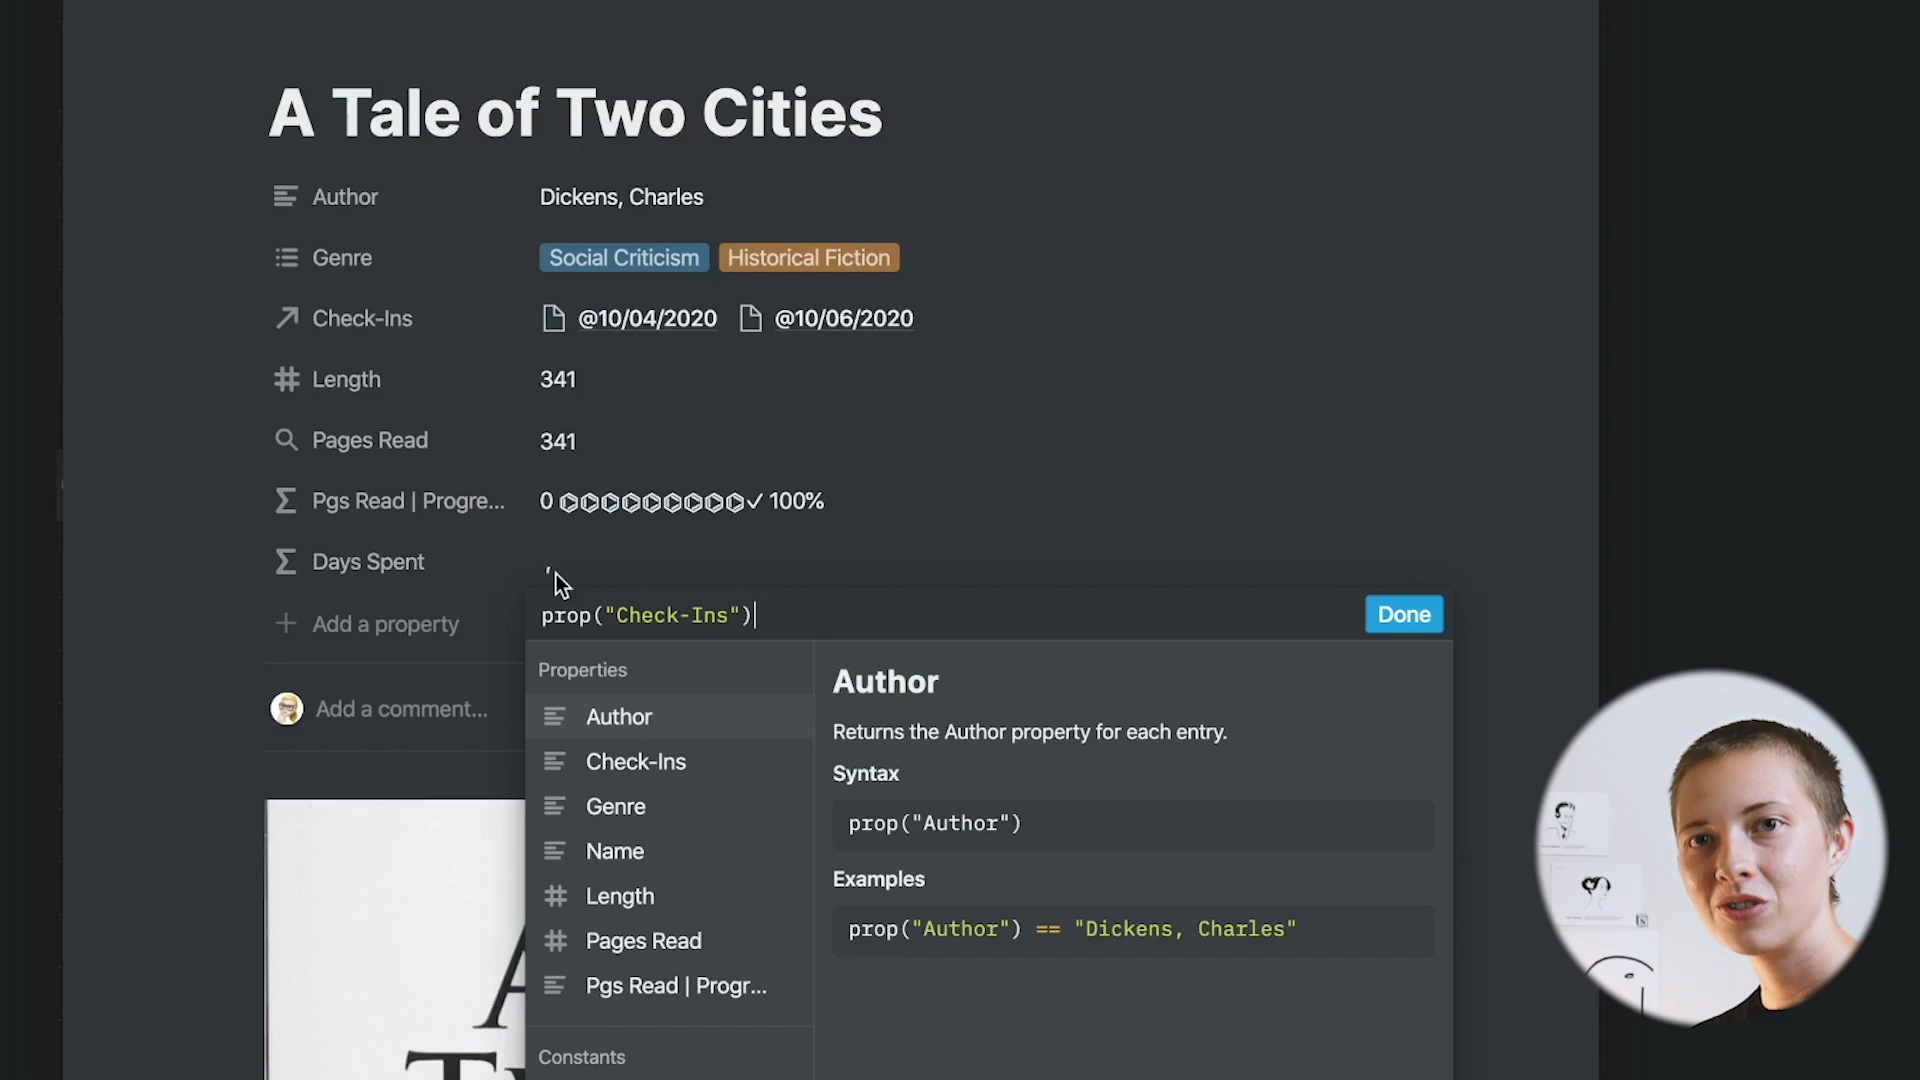 A Tale of Two Cities
Author Dickens, Charles
Genre Social Criticism Historical Fiction
Check-Ins @10/04/2020 @10/06/2020
Length 341
Pages Read 341
Pgs Read | Progre... 0 ⌬⌬⌬⌬⌬⌬⌬⌬⌬✓ 100%
Days Spent ,
Add a property
prop("Check-Ins") Done
Add a comment...
Properties
Author
Check-Ins
Genre
Name
Length
Pages Read
Pgs Read | Progr...
Constants
Author
Returns the Author property for each entry.
Syntax
prop("Author")
Examples
prop("Author") == "Dickens, Charles"
A